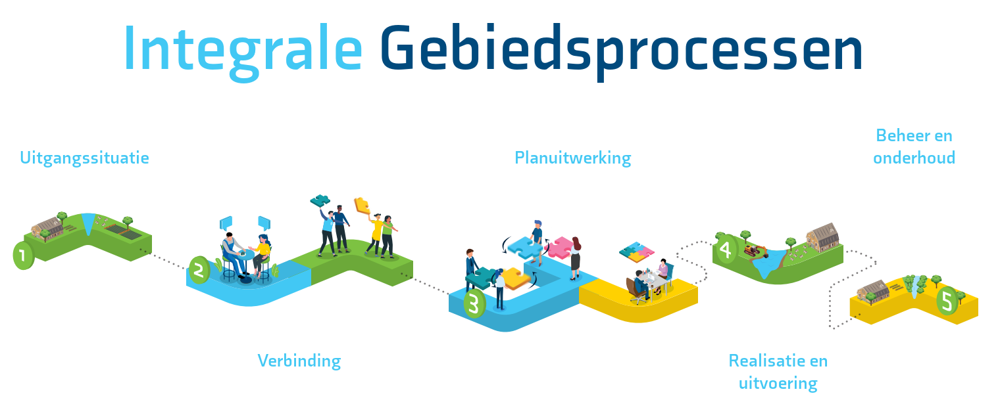 Integrale Gebiedsprocessen
Uitgangssituatie
1
Verbinding
2
Planuitwerking
3
Realisatie en
uitvoering
4
Beheer en
onderhoud
5